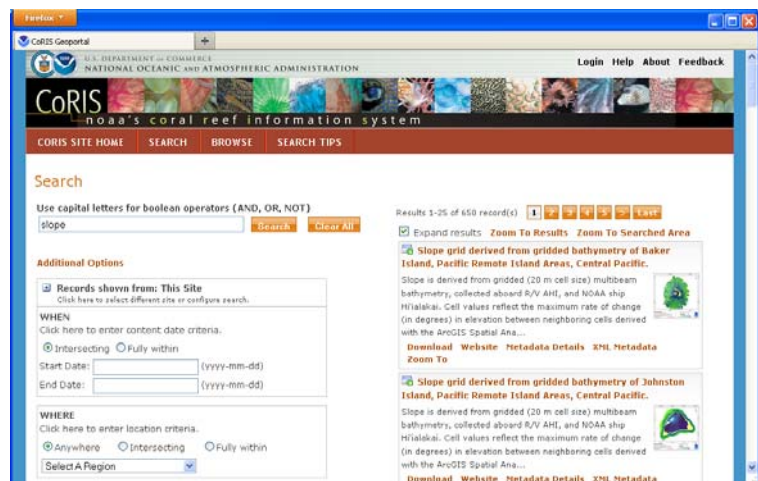 Firefox
CoRIS Geoportal
+
U.S. DEPARTMENT of COMMERCE
NATIONAL OCEANIC AND ATMOSPHERIC ADMINISTRATION
Login Help About Feedback
CoRIS
noaa's coral reef information system
CORIS SITE HOME SEARCH BROWSE SEARCH TIPS
Search
Use capital letters for boolean operators (AND, OR, NOT)
slope
Search Clear All
Additional Options
Records shown from: This Site
Click here to select different site or configure search.
WHEN
Click here to enter content date criteria.
Intersecting Fully within
Start Date: (yyyy-mm-dd)
End Date: (yyyy-mm-dd)
WHERE
Click here to enter location criteria.
Anywhere Intersecting Fully within
Select A Region
Results 1-25 of 650 record(s) 1 2 3 4 5 > Last
Expand results Zoom To Results Zoom To Searched Area
Slope grid derived from gridded bathymetry of Baker
Island, Pacific Remote Island Areas, Central Pacific.
Slope is derived from gridded (20 m cell size) multibeam
bathymetry, collected aboard R/V AHI, and NOAA ship
Hi'ialakai. Cell values reflect the maximum rate of change
(in degrees) in elevation between neighboring cells derived
with the ArcGIS Spatial Ana...
Download Website Metadata Details XML Metadata
Zoom To
Slope grid derived from gridded bathymetry of Johnston
Island, Pacific Remote Island Areas, Central Pacific.
Slope is derived from gridded (20 m cell size) multibeam
bathymetry, collected aboard R/V AHI, and NOAA ship
Hi'ialakai. Cell values reflect the maximum rate of change
(in degrees) in elevation between neighboring cells derived
with the ArcGIS Spatial Ana...
Download Website Metadata Details XML Metadata